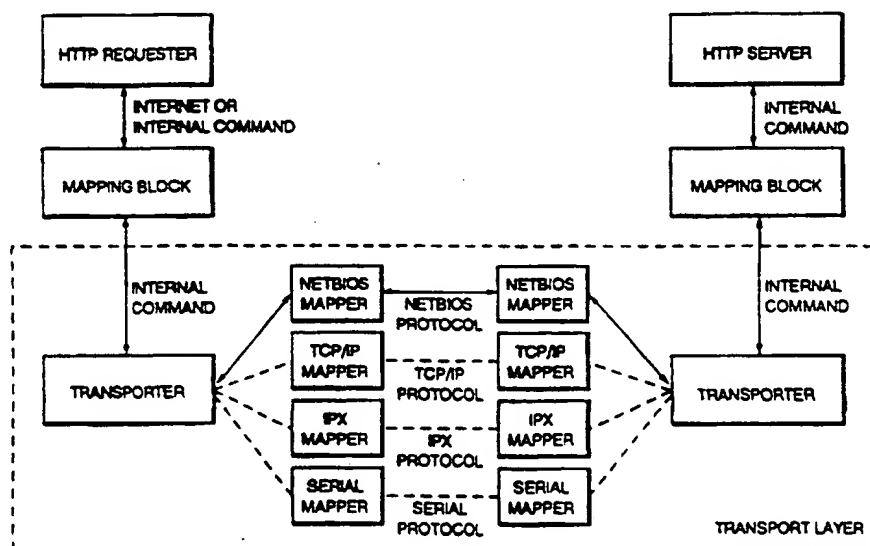 HTTP REQUESTER
HTTP SERVER
INTERNET OR
INTERNAL COMMAND
INTERNAL
COMMAND
MAPPING BLOCK
MAPPING BLOCK
INTERNAL
COMMAND
NETBIOS
MAPPER
NETBIOS
PROTOCOL
NETBIOS
MAPPER
INTERNAL
COMMAND
TRANSPORTER
TCP/IP
MAPPER
TCP/IP
PROTOCOL
TCP/IP
MAPPER
TRANSPORTER
IPX
MAPPER
IPX
PROTOCOL
IPX
MAPPER
SERIAL
MAPPER
SERIAL
PROTOCOL
SERIAL
MAPPER
TRANSPORT LAYER